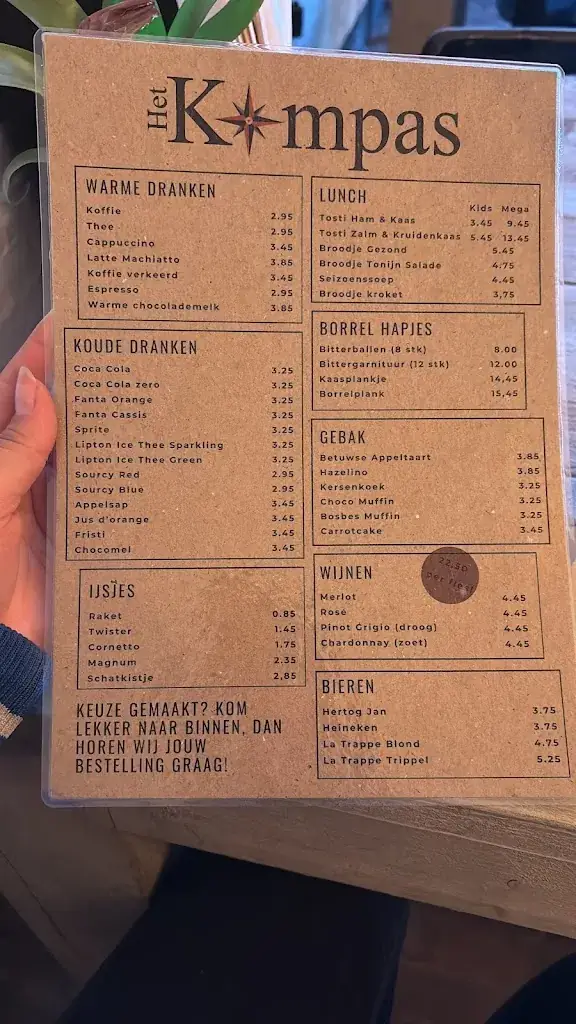 Het Kompas
WARME DRANKEN
Koffie 2.95
Thee 2.95
Cappuccino 3.45
Latte Machiatto 3.85
Koffie verkeerd 3.45
Espresso 2.95
Warme chocolademelk 3.85
KOUDE DRANKEN
Coca Cola 3.25
Coca Cola zero 3.25
Fanta Orange 3.25
Fanta Cassis 3.25
Sprite 3.25
Lipton Ice Thee Sparkling 3.25
Lipton Ice Thee Green 3.25
Sourcy Red 2.95
Sourcy Blue 2.95
Appelsap 3.45
Jus d'orange 3.45
Fristi 3.45
Chocomel 3.45
IJSJES
Raket 0.85
Twister 1.45
Cornetto 1.75
Magnum 2.35
Schatkistje 2,85
KEUZE GEMAAKT? KOM
LEKKER NAAR BINNEN, DAN
HOREN WIJ JOUW
BESTELLING GRAAG!
LUNCH
Kids Mega
Tosti Ham & Kaas 3.45 9.45
Tosti Zalm & Kruidenkaas 5.45 13.45
Broodje Gezond 5.45
Broodje Tonijn Salade 4.75
Seizoenssoep 4.45
Broodje kroket 3,75
BORREL HAPJES
Bitterballen (8 stk) 8.00
Bittergarnituur (12 stk) 12.00
Kaasplankje 14,45
Borrelplank 15,45
GEBAK
Betuwse Appeltaart 3.85
Hazelino 3.85
Kersenkoek 3.25
Choco Muffin 3.25
Bosbes Muffin 3.25
Carrotcake 3.45
WIJNEN
22.50
per fles!
Merlot 4.45
Rosé 4.45
Pinot Grigio (droog) 4.45
Chardonnay (zoet) 4.45
BIEREN
Hertog Jan 3.75
Heineken 3.75
La Trappe Blond 4.75
La Trappe Trippel 5.25